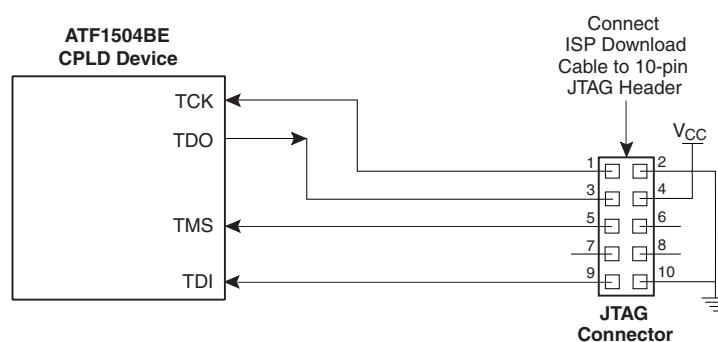 ATF1504BE
CPLD Device
Connect
ISP Download
Cable to 10-pin
JTAG Header
VCC
TCK
TDO
TMS
TDI
1 2
3 4
5 6
7 8
9 10
JTAG
Connector